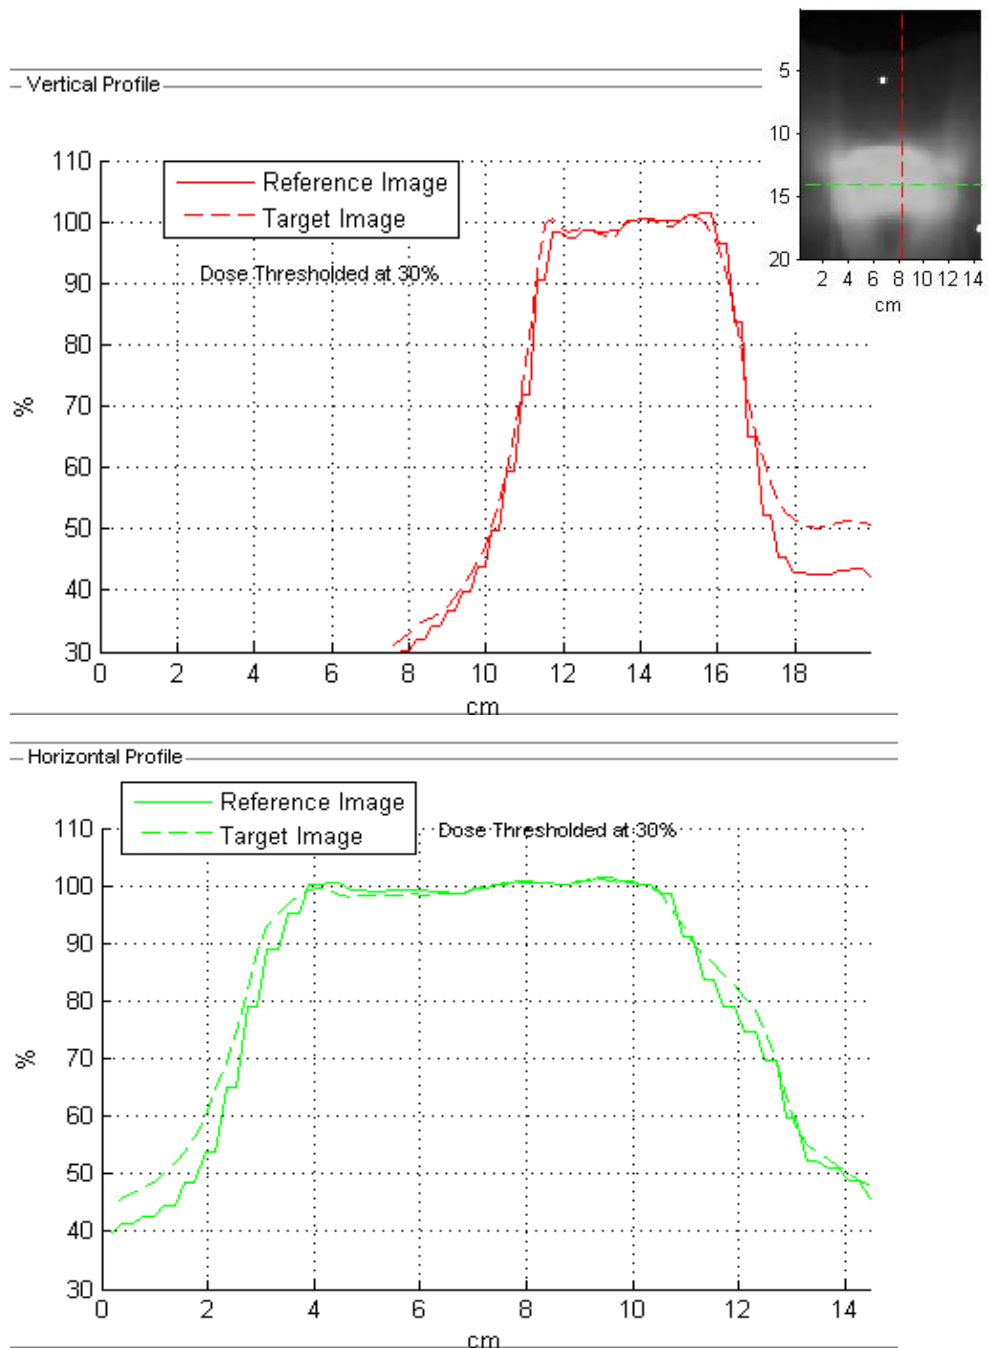 5
10
15
20
2 4 6 8 10 12 14
cm
Vertical Profile
110
100
90
80
70
60
50
40
30
%
Reference Image
Target Image
Dose Thresholded at 30%
0 2 4 6 8 10 12 14 16 18
cm
Horizontal Profile
Reference Image
Target Image
Dose Thresholded at 30%
110
100
90
80
70
60
50
40
30
%
0 2 4 6 8 10 12 14
cm